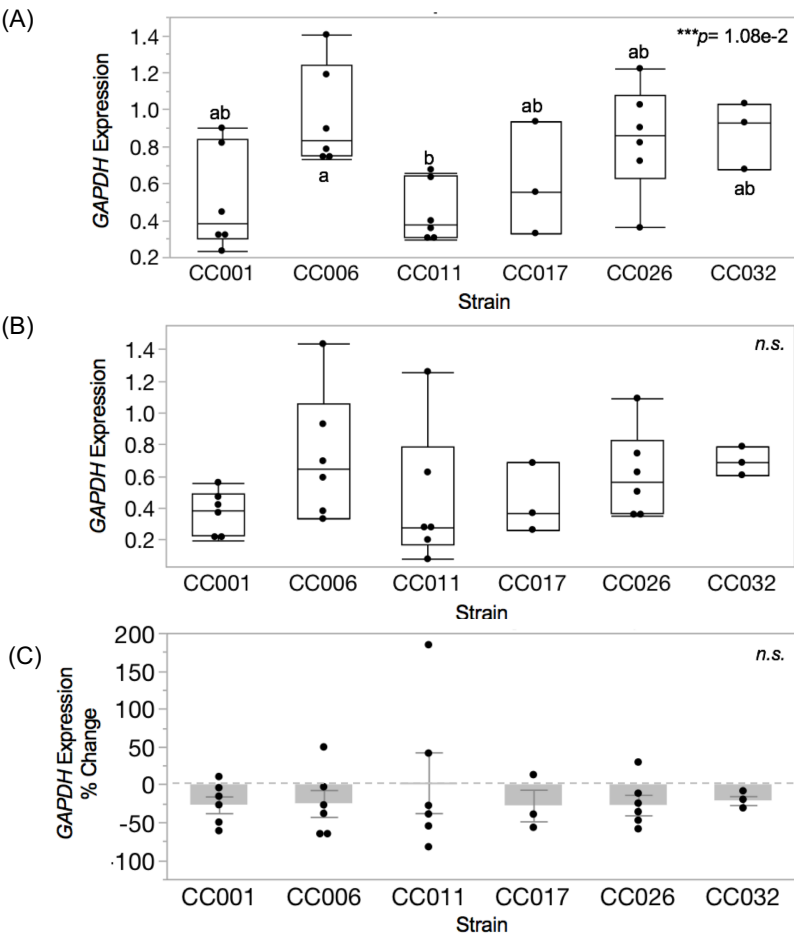 (A)
***p= 1.08e-2
GAPDH Expression
1.4
1.2
1.0
0.8
0.6
0.4
0.2
ab
a
b
ab
ab
ab
CC001 CC006 CC011 CC017 CC026 CC032
Strain
(B)
n.s.
GAPDH Expression
1.4
1.2
1.0
0.8
0.6
0.4
0.2
CC001 CC006 CC011 CC017 CC026 CC032
Strain
(C)
n.s.
GAPDH Expression
% Change
200
150
100
50
0
-50
-100
CC001 CC006 CC011 CC017 CC026 CC032
Strain